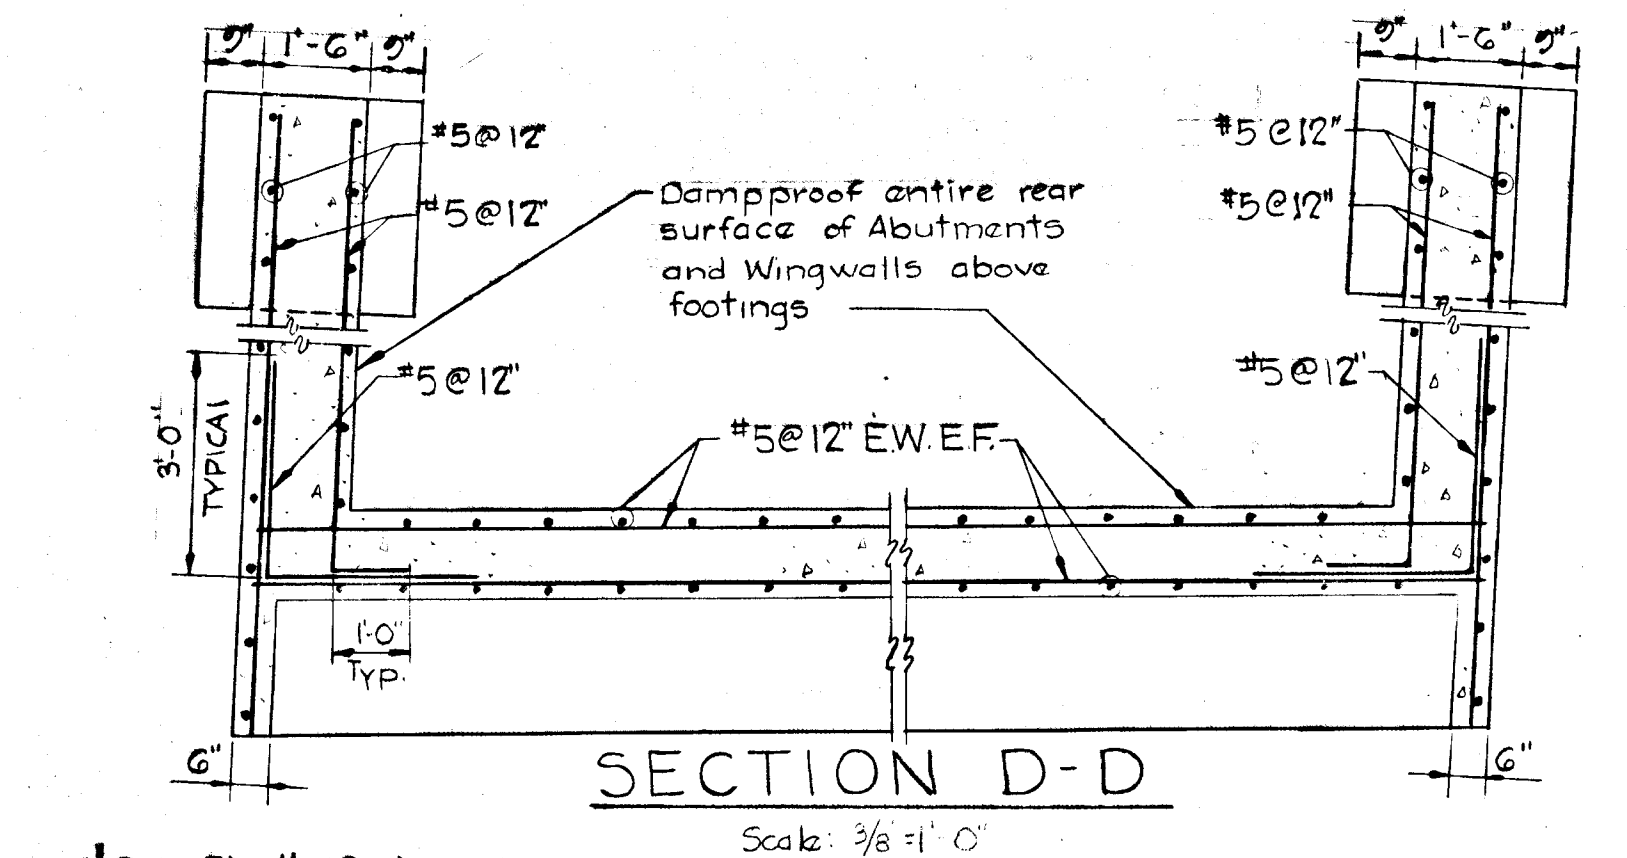 9" 1'-6" 9"
9" 1'-6" 9"
#5@12"
#5@12"
#5@12"
#5@12"
Dampproof entire rear
surface of Abutments
and Wingwalls above
footings
#5@12"
#5@12"
3'-0"
TYPICAL
#5@12" E.W.E.F.
1'-0"
TYP.
6"
6"
SECTION D-D
Scale: 3/8"=1'-0"